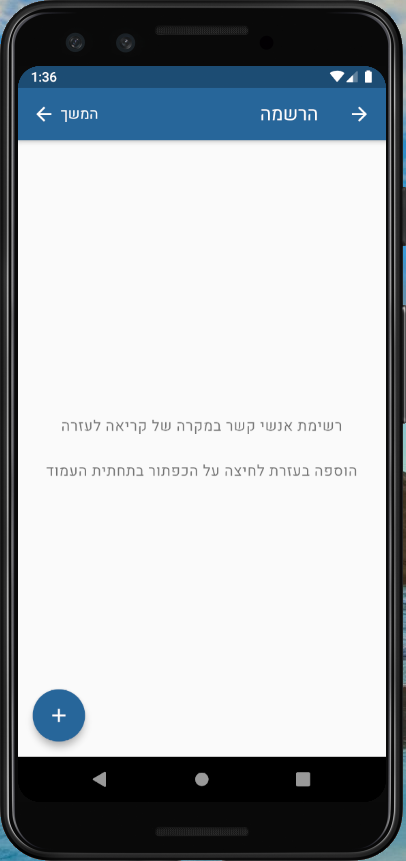 1:36
הרשמה
המשך
רשימת אנשי קשר במקרה של קריאה לעזרה
הוספה בעזרת לחיצה על הכפתור בתחתית העמוד